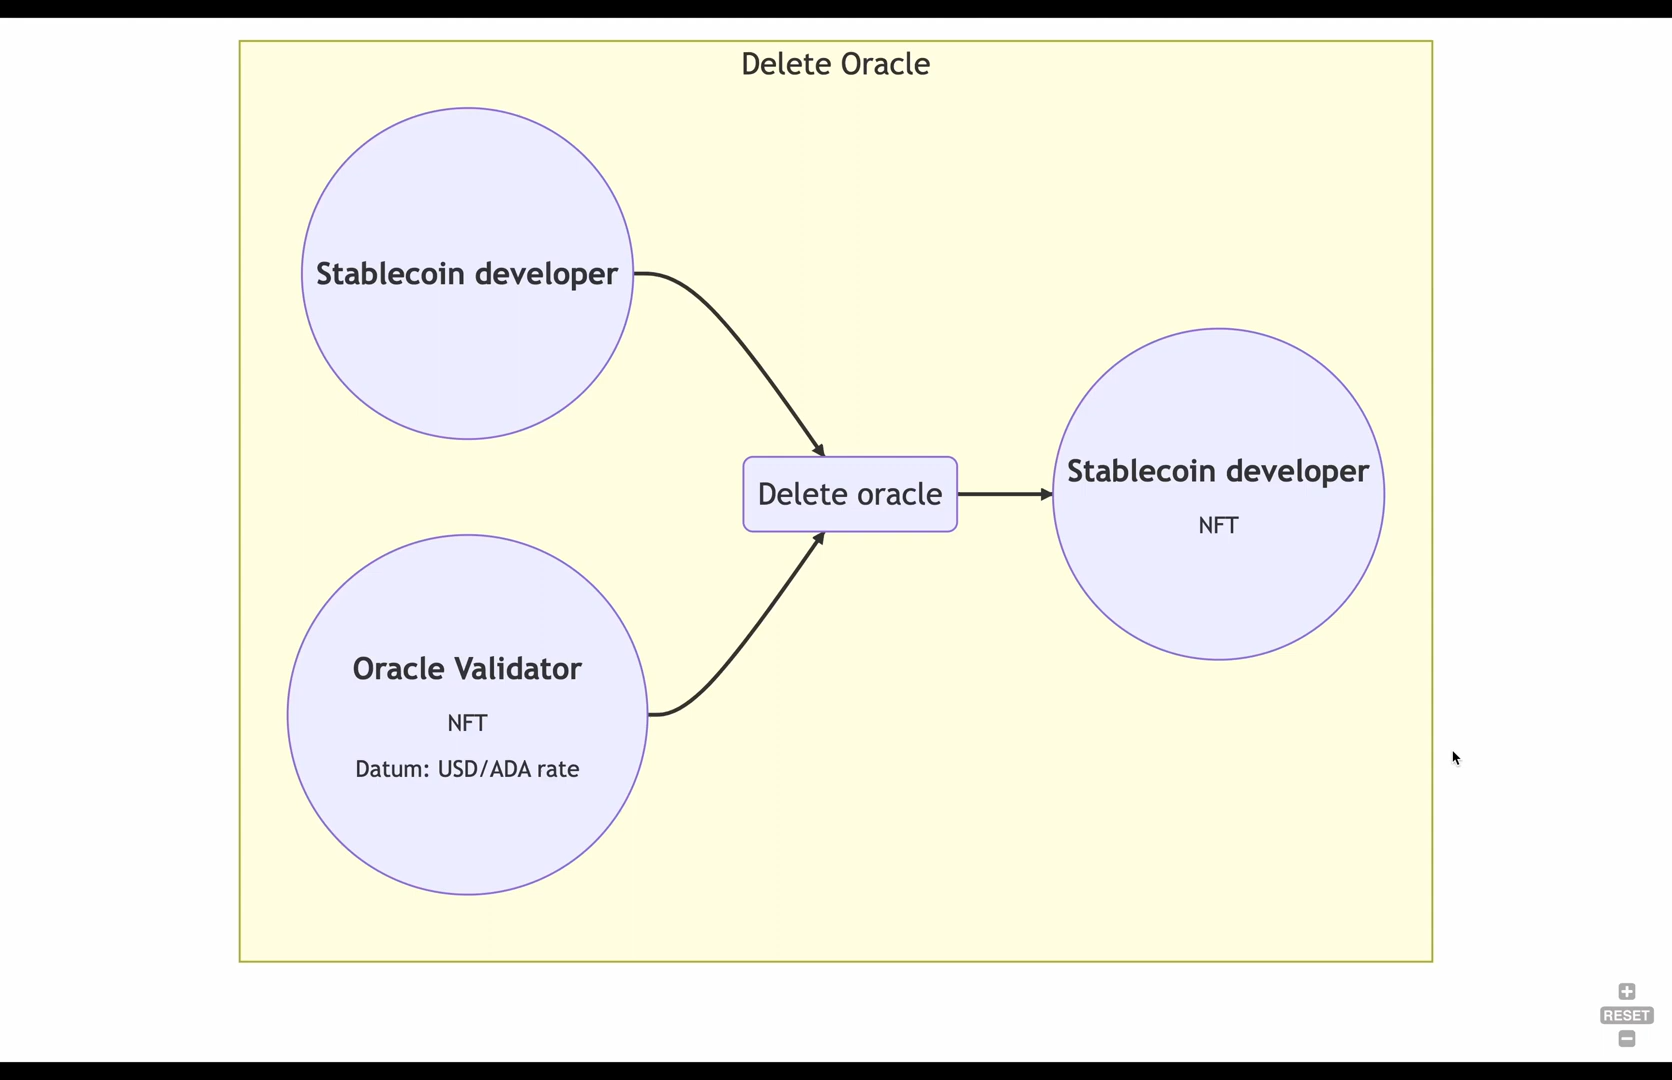 Delete Oracle
Stablecoin developer
Delete oracle
Stablecoin developer
NFT
Oracle Validator
NFT
Datum: USD/ADA rate
+
RESET
−